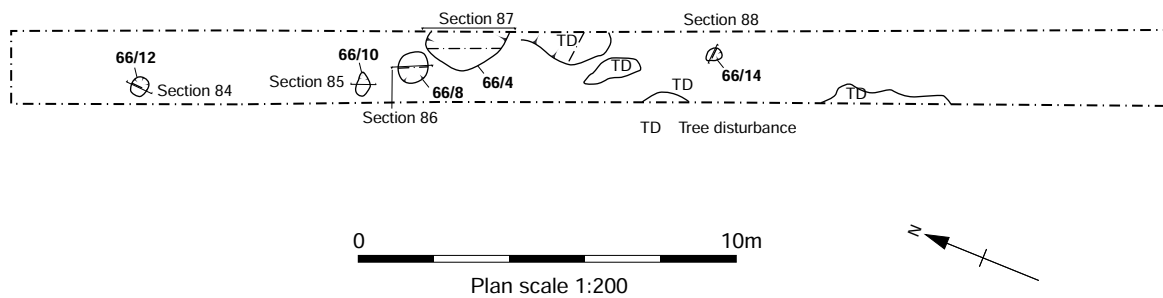 Section 87
Section 88
TD
66/12
66/10
TD
66/14
Section 84
Section 85
66/8
66/4
TD
TD
Section 86
TD Tree disturbance
N
0 10m
Plan scale 1:200